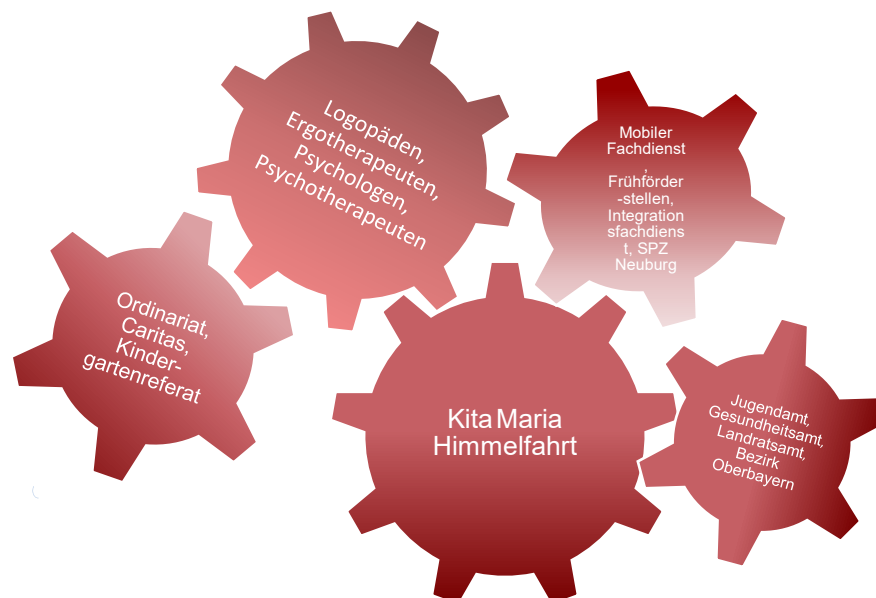 Logopäden,
Ergotherapeuten,
Psychologen,
Psychotherapeuten
Mobiler
Fachdienst
,
Frühförder
-stellen,
Integration
sfachdiens
t, SPZ
Neuburg
Ordinariat,
Caritas,
Kinder-
gartenreferat
Kita Maria
Himmelfahrt
Jugendamt,
Gesundheitsamt,
Landratsamt,
Bezirk
Oberbayern